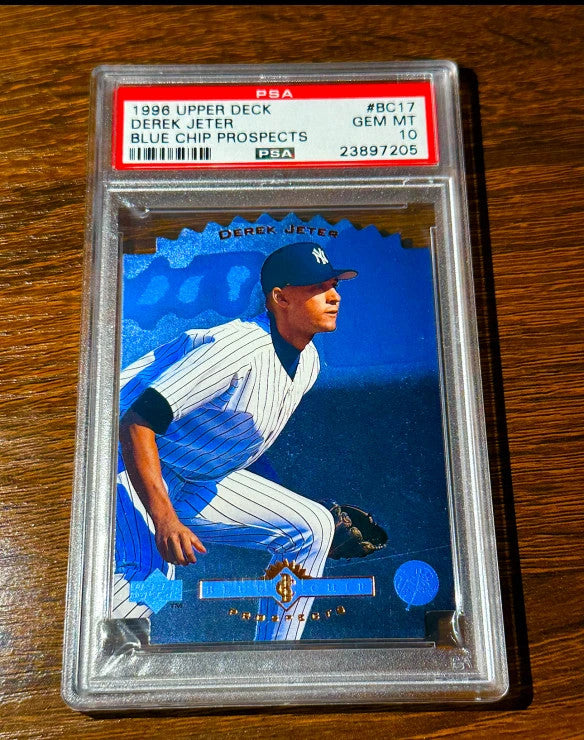 PSA
1996 UPPER DECK #BC17
DEREK JETER GEM MT
BLUE CHIP PROSPECTS 10
PSA 23897205
DEREK JETER
NY
BLUE CHIP
PROSPECTS
TM